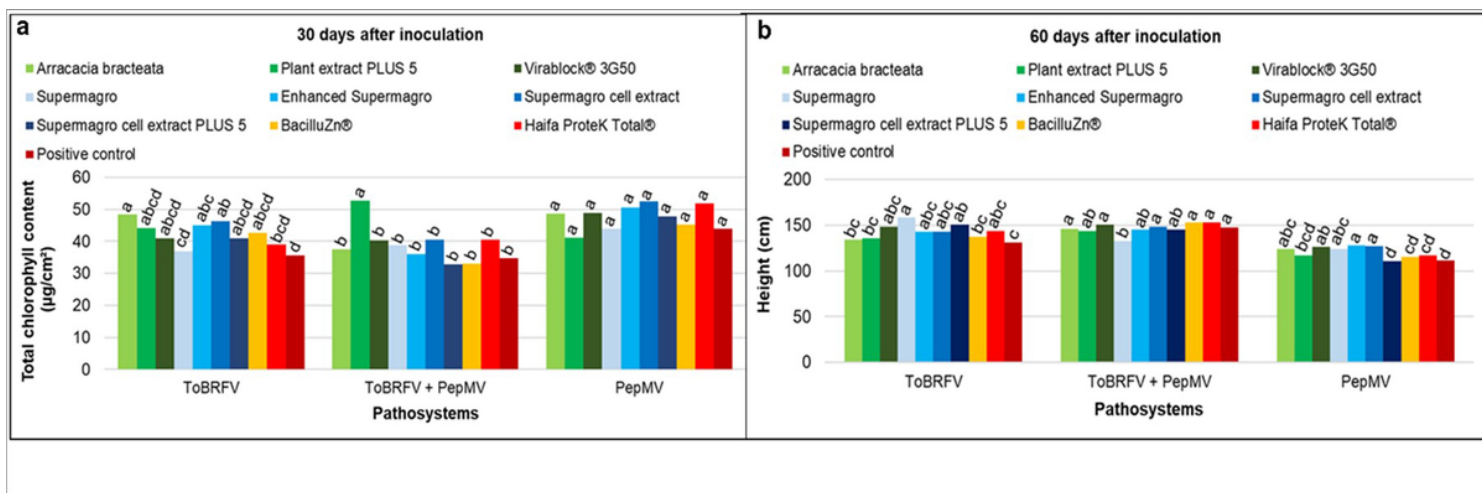 a
30 days after inoculation
Arracacia bracteata
Plant extract PLUS 5
Virablock® 3G50
Supermagro
Enhanced Supermagro
Supermagro cell extract
Supermagro cell extract PLUS 5
BacilluZn®
Haifa ProteK Total®
Positive control
Total chlorophyll content
(µg/cm²)
60
50
40
30
20
10
0
a abcd abcd cd abc ab abcd abcd bcd d
b a b b b b b b b b
a a a a a a a a a a
ToBRFV
ToBRFV + PepMV
PepMV
Pathosystems
b
60 days after inoculation
Arracacia bracteata
Plant extract PLUS 5
Virablock® 3G50
Supermagro
Enhanced Supermagro
Supermagro cell extract
Supermagro cell extract PLUS 5
BacilluZn®
Haifa ProteK Total®
Positive control
Height (cm)
200
150
100
50
0
bc bc abc a abc abc ab bc abc c
a ab a b ab a ab a a a
abc bcd ab abc a a d cd cd d
ToBRFV
ToBRFV + PepMV
PepMV
Pathosystems